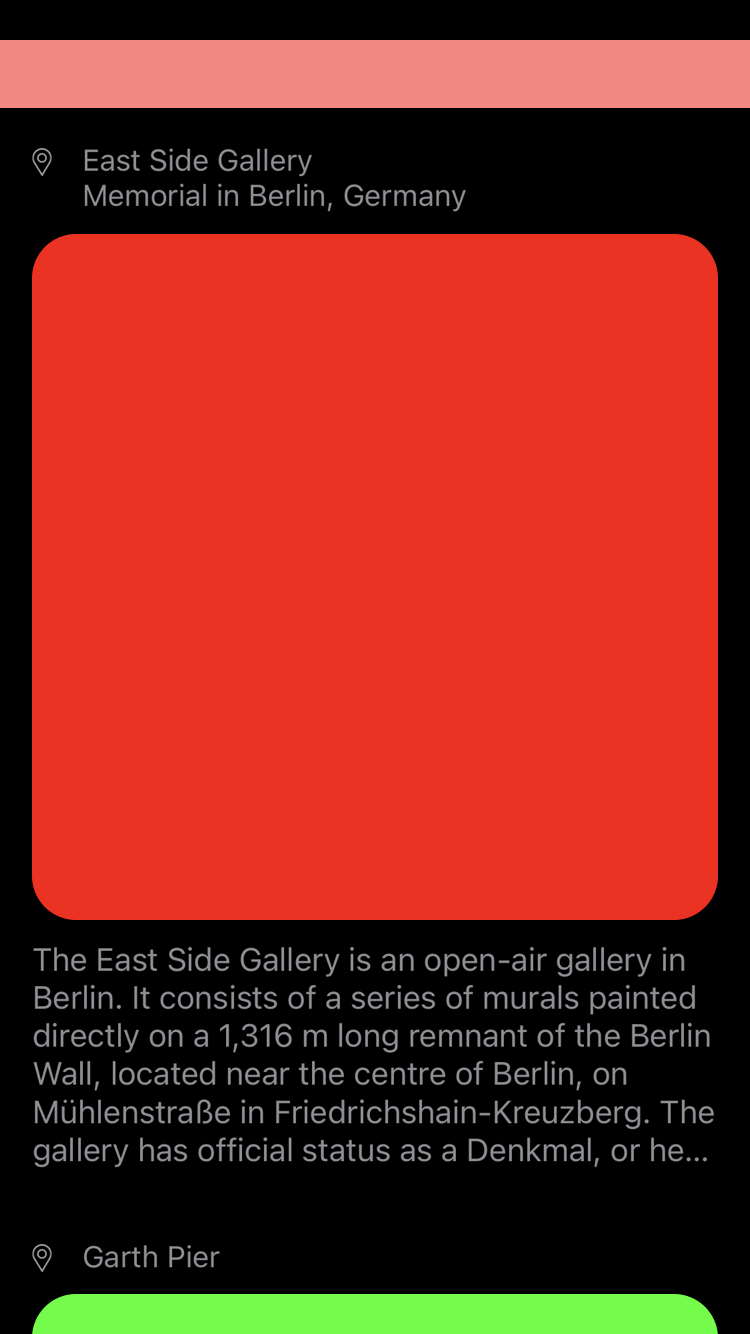 East Side Gallery
Memorial in Berlin, Germany
The East Side Gallery is an open-air gallery in
Berlin. It consists of a series of murals painted
directly on a 1,316 m long remnant of the Berlin
Wall, located near the centre of Berlin, on
Mühlenstraße in Friedrichshain-Kreuzberg. The
gallery has official status as a Denkmal, or he...
Garth Pier